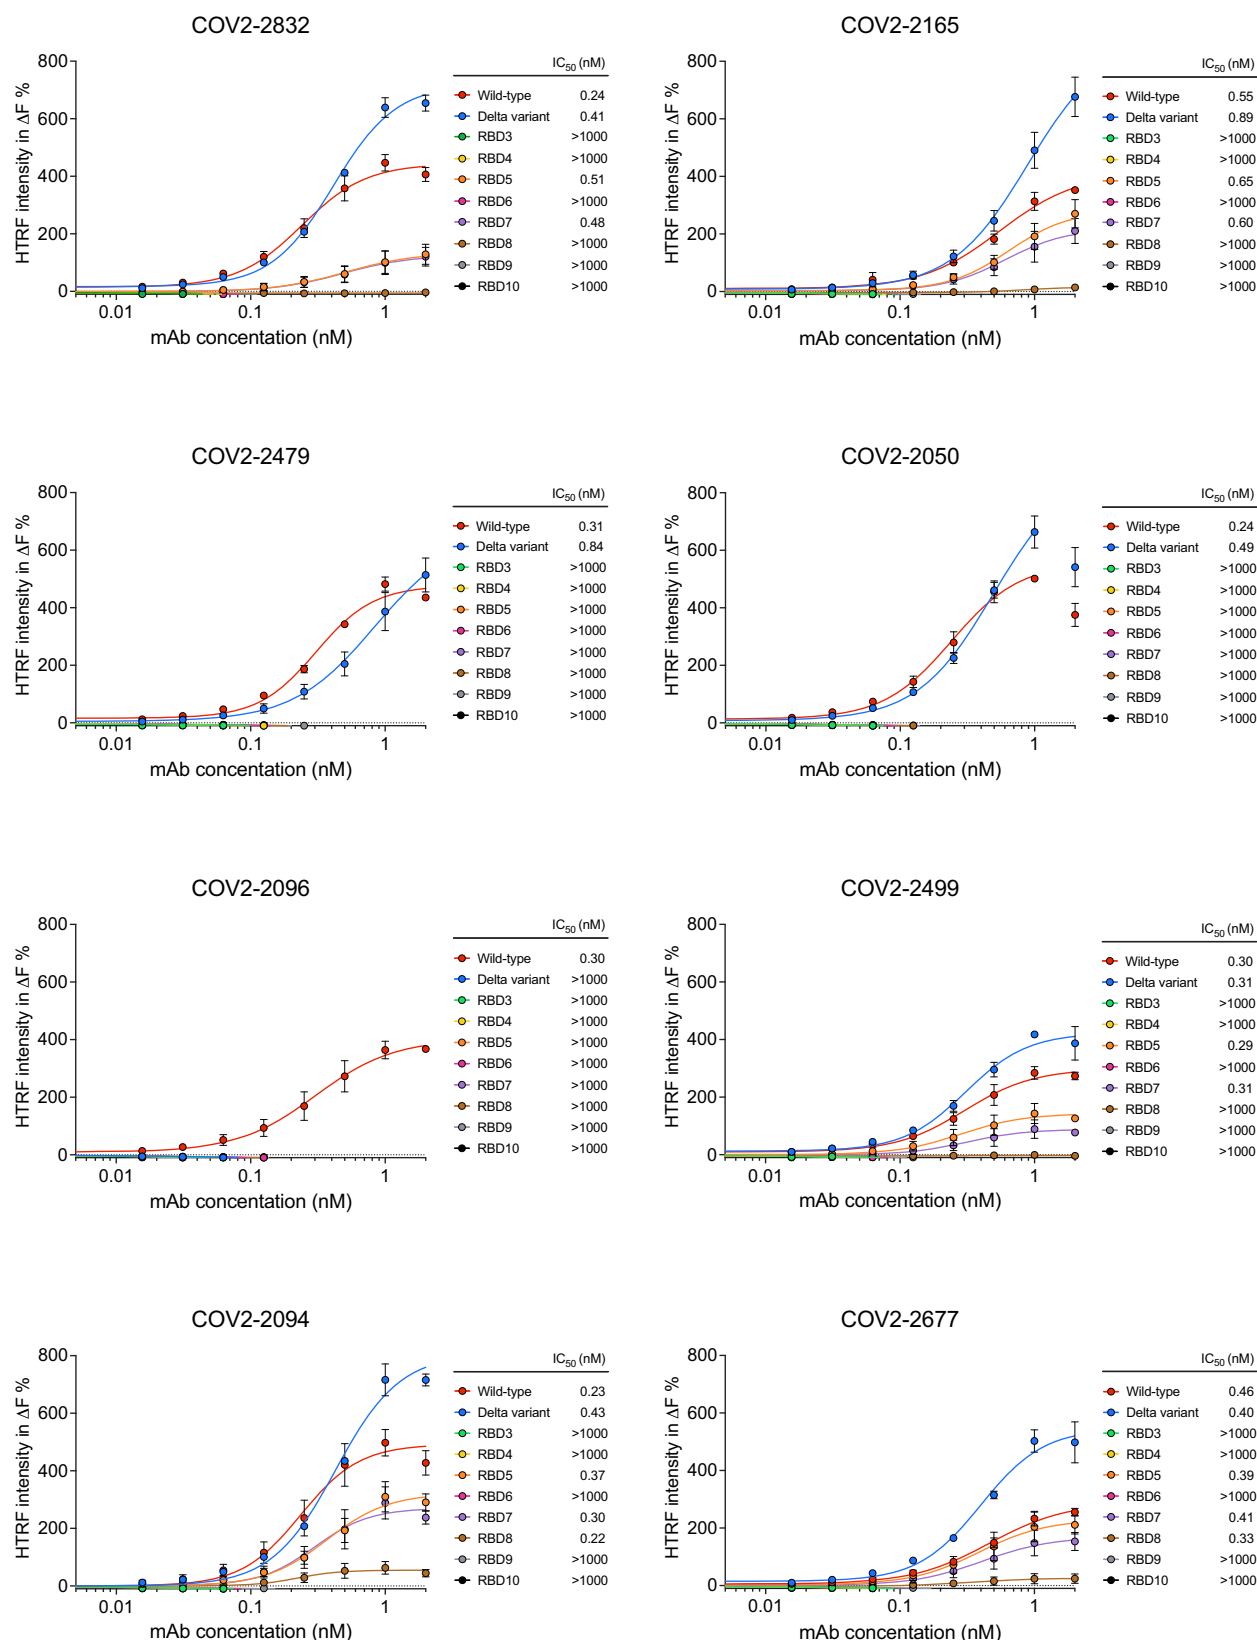 COV2-2832
HTRF intensity in ΔF %
800
600
400
200
0
0.01 0.1 1
mAb concentation (nM)
IC50 (nM)
Wild-type 0.24
Delta variant 0.41
RBD3 >1000
RBD4 >1000
RBD5 0.51
RBD6 >1000
RBD7 0.48
RBD8 >1000
RBD9 >1000
RBD10 >1000
COV2-2165
HTRF intensity in ΔF %
800
600
400
200
0
0.01 0.1 1
mAb concentation (nM)
IC50 (nM)
Wild-type 0.55
Delta variant 0.89
RBD3 >1000
RBD4 >1000
RBD5 0.65
RBD6 >1000
RBD7 0.60
RBD8 >1000
RBD9 >1000
RBD10 >1000
COV2-2479
HTRF intensity in ΔF %
800
600
400
200
0
0.01 0.1 1
mAb concentation (nM)
IC50 (nM)
Wild-type 0.31
Delta variant 0.84
RBD3 >1000
RBD4 >1000
RBD5 >1000
RBD6 >1000
RBD7 >1000
RBD8 >1000
RBD9 >1000
RBD10 >1000
COV2-2050
HTRF intensity in ΔF %
800
600
400
200
0
0.01 0.1 1
mAb concentation (nM)
IC50 (nM)
Wild-type 0.24
Delta variant 0.49
RBD3 >1000
RBD4 >1000
RBD5 >1000
RBD6 >1000
RBD7 >1000
RBD8 >1000
RBD9 >1000
RBD10 >1000
COV2-2096
HTRF intensity in ΔF %
800
600
400
200
0
0.01 0.1 1
mAb concentation (nM)
IC50 (nM)
Wild-type 0.30
Delta variant >1000
RBD3 >1000
RBD4 >1000
RBD5 >1000
RBD6 >1000
RBD7 >1000
RBD8 >1000
RBD9 >1000
RBD10 >1000
COV2-2499
HTRF intensity in ΔF %
800
600
400
200
0
0.01 0.1 1
mAb concentation (nM)
IC50 (nM)
Wild-type 0.30
Delta variant 0.31
RBD3 >1000
RBD4 >1000
RBD5 0.29
RBD6 >1000
RBD7 0.31
RBD8 >1000
RBD9 >1000
RBD10 >1000
COV2-2094
HTRF intensity in ΔF %
800
600
400
200
0
0.01 0.1 1
mAb concentation (nM)
IC50 (nM)
Wild-type 0.23
Delta variant 0.43
RBD3 >1000
RBD4 >1000
RBD5 0.37
RBD6 >1000
RBD7 0.30
RBD8 0.22
RBD9 >1000
RBD10 >1000
COV2-2677
HTRF intensity in ΔF %
800
600
400
200
0
0.01 0.1 1
mAb concentation (nM)
IC50 (nM)
Wild-type 0.46
Delta variant 0.40
RBD3 >1000
RBD4 >1000
RBD5 0.39
RBD6 >1000
RBD7 0.41
RBD8 0.33
RBD9 >1000
RBD10 >1000